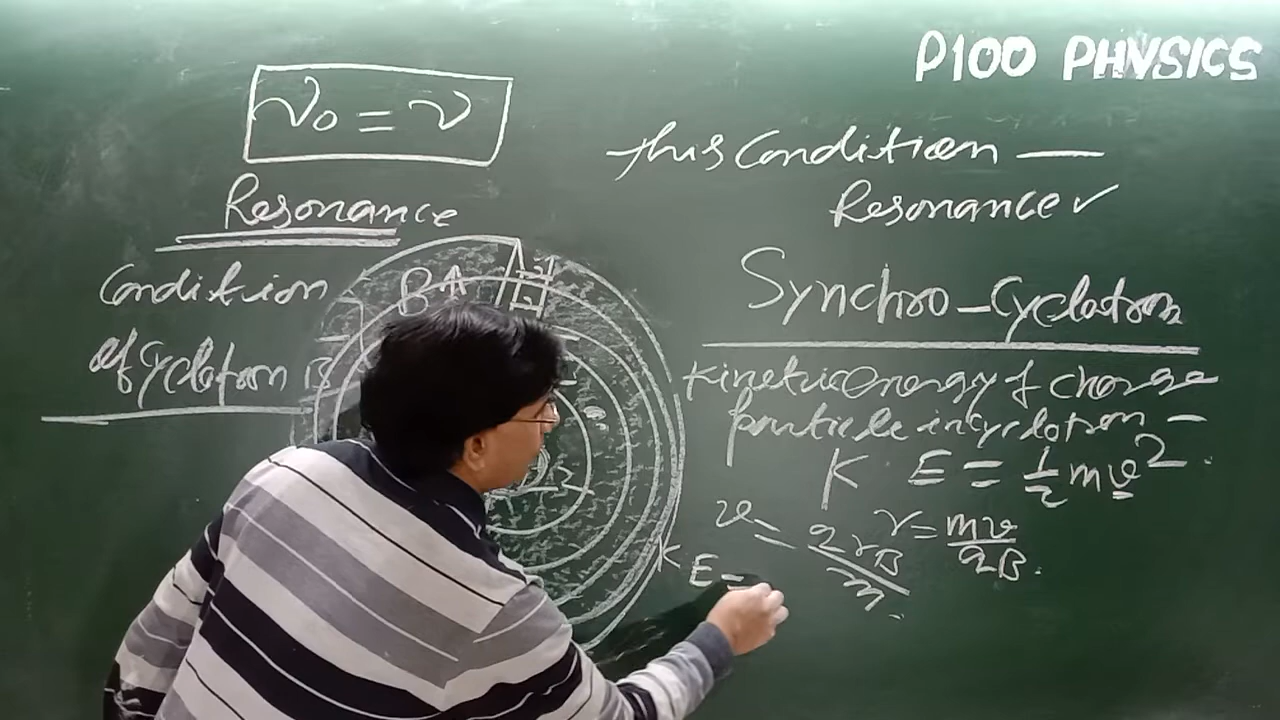 P100 PHYSICS
ν₀ = ν
Resonance
Condition
of Cyclotron is
B
this Condition —
Resonance ✓
Synchro-Cyclotron
Kinetic energy of charge
particle in cyclotron –
K E = 1/2 mv²
r = mv/qB
v = qrB/m
K E =